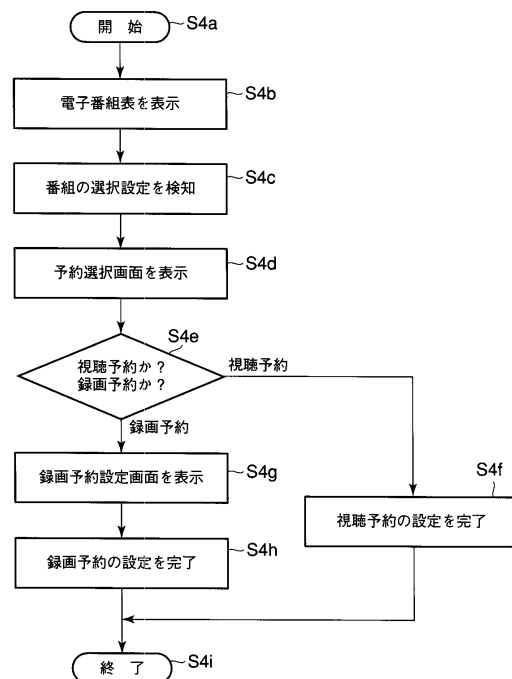 開 始
S4a
電子番組表を表示
S4b
番組の選択設定を検知
S4c
予約選択画面を表示
S4d
S4e
視聴予約か?
録画予約か?
視聴予約
録画予約
録画予約設定画面を表示
S4g
S4f
視聴予約の設定を完了
録画予約の設定を完了
S4h
終 了
S4i